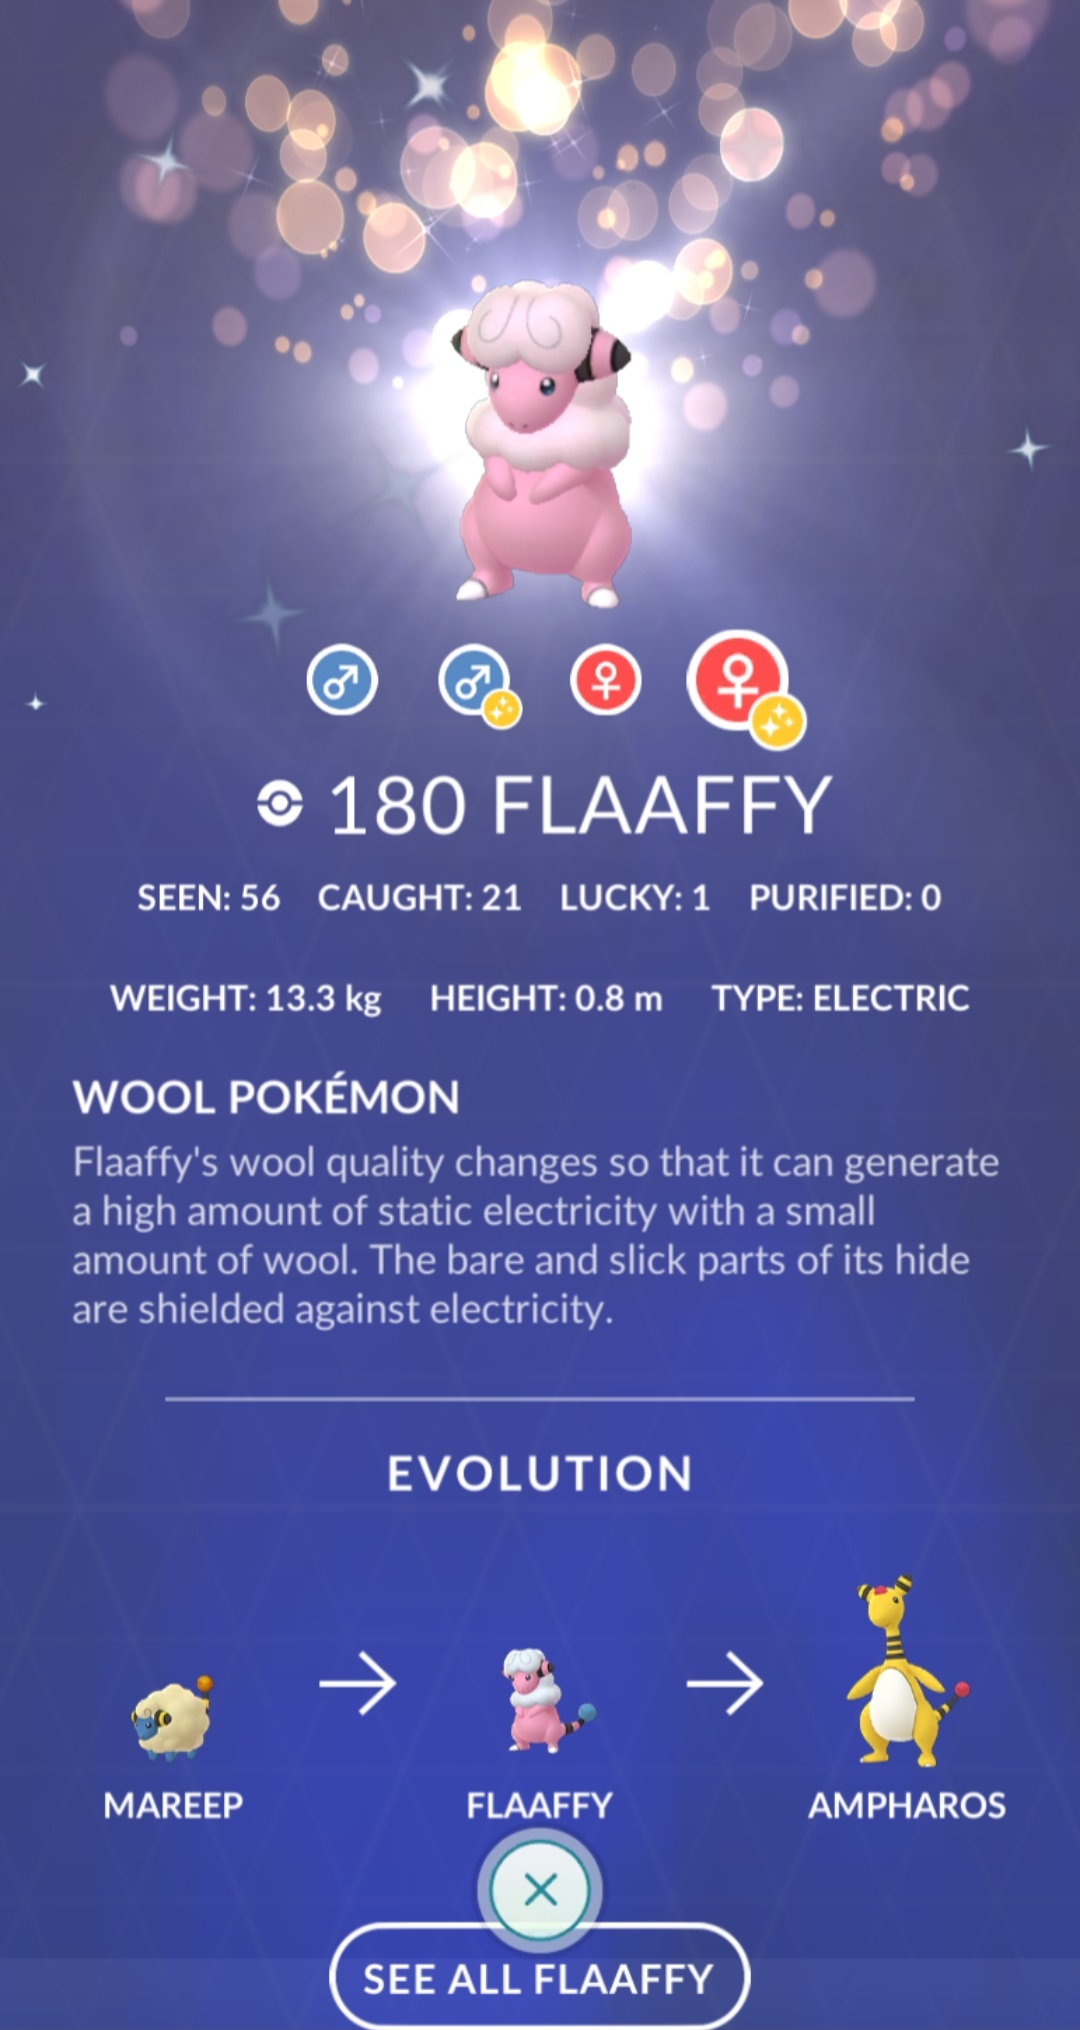 180 FLAAFFY
SEEN: 56 CAUGHT: 21 LUCKY: 1 PURIFIED: 0
WEIGHT: 13.3 kg HEIGHT: 0.8 m TYPE: ELECTRIC
WOOL POKÉMON
Flaaffy's wool quality changes so that it can generate
a high amount of static electricity with a small
amount of wool. The bare and slick parts of its hide
are shielded against electricity.
EVOLUTION
MAREEP FLAAFFY AMPHAROS
SEE ALL FLAAFFY